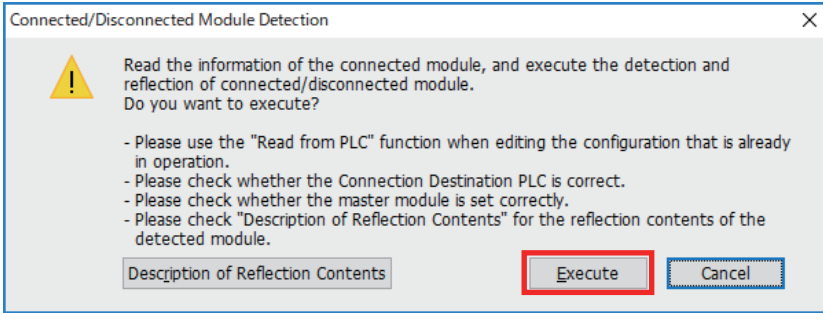 Connected/Disconnected Module Detection
Read the information of the connected module, and execute the detection and
reflection of connected/disconnected module.
Do you want to execute?
- Please use the "Read from PLC" function when editing the configuration that is already
in operation.
- Please check whether the Connection Destination PLC is correct.
- Please check whether the master module is set correctly.
- Please check "Description of Reflection Contents" for the reflection contents of the
detected module.
Description of Reflection Contents
Execute
Cancel